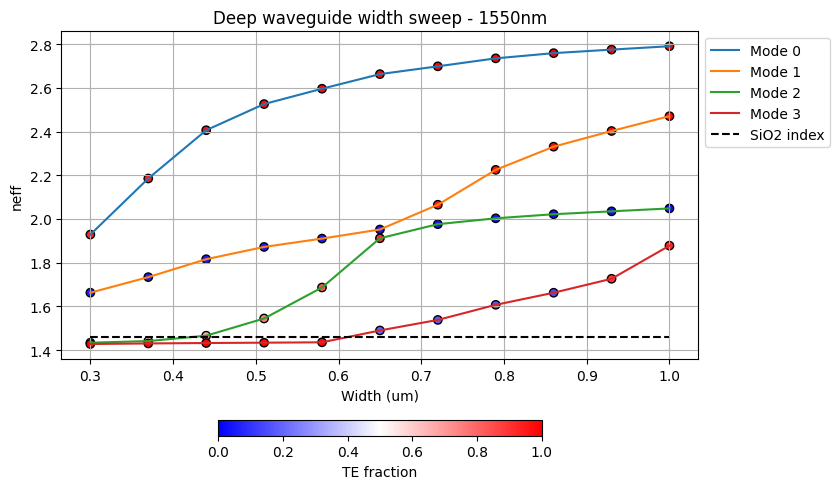 Deep waveguide width sweep - 1550nm
2.8
2.6
2.4
2.2
2.0
1.8
1.6
1.4
neff
0.3 0.4 0.5 0.6 0.7 0.8 0.9 1.0
Width (um)
Mode 0
Mode 1
Mode 2
Mode 3
SiO2 index
0.0 0.2 0.4 0.6 0.8 1.0
TE fraction